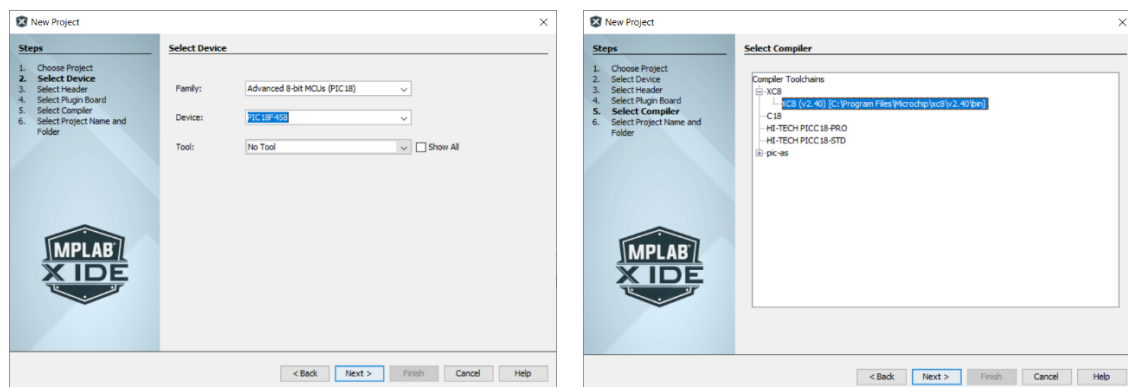 New Project
Steps
1. Choose Project
2. Select Device
3. Select Header
4. Select Plugin Board
5. Select Compiler
6. Select Project Name and
Folder
MPLAB
X IDE
Select Device
Family: Advanced 8-bit MCUs (PIC18)
Device: PIC18F458
Tool: No Tool Show All
< Back Next > Finish Cancel Help
New Project
Steps
1. Choose Project
2. Select Device
3. Select Header
4. Select Plugin Board
5. Select Compiler
6. Select Project Name and
Folder
MPLAB
X IDE
Select Compiler
Compiler Toolchains
XC8
XC8 (v2.40) [C:\Program Files\Microchip\xc8\v2.40\bin]
C18
HI-TECH PICC18-PRO
HI-TECH PICC18-STD
pic-as
< Back Next > Finish Cancel Help